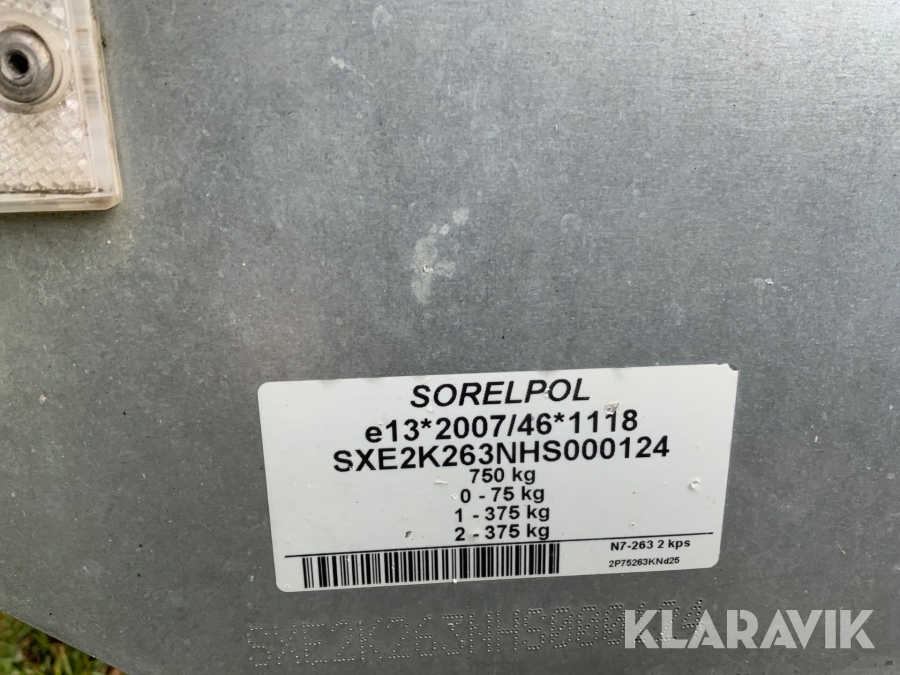 SORELPOL
e13*2007/46*1118
SXE2K263NHS000124
750 kg
0 - 75 kg
1 - 375 kg
2 - 375 kg
N7-263 2 kps
2P75263KNd25
SXE2K263NHS000124
KLARAVIK